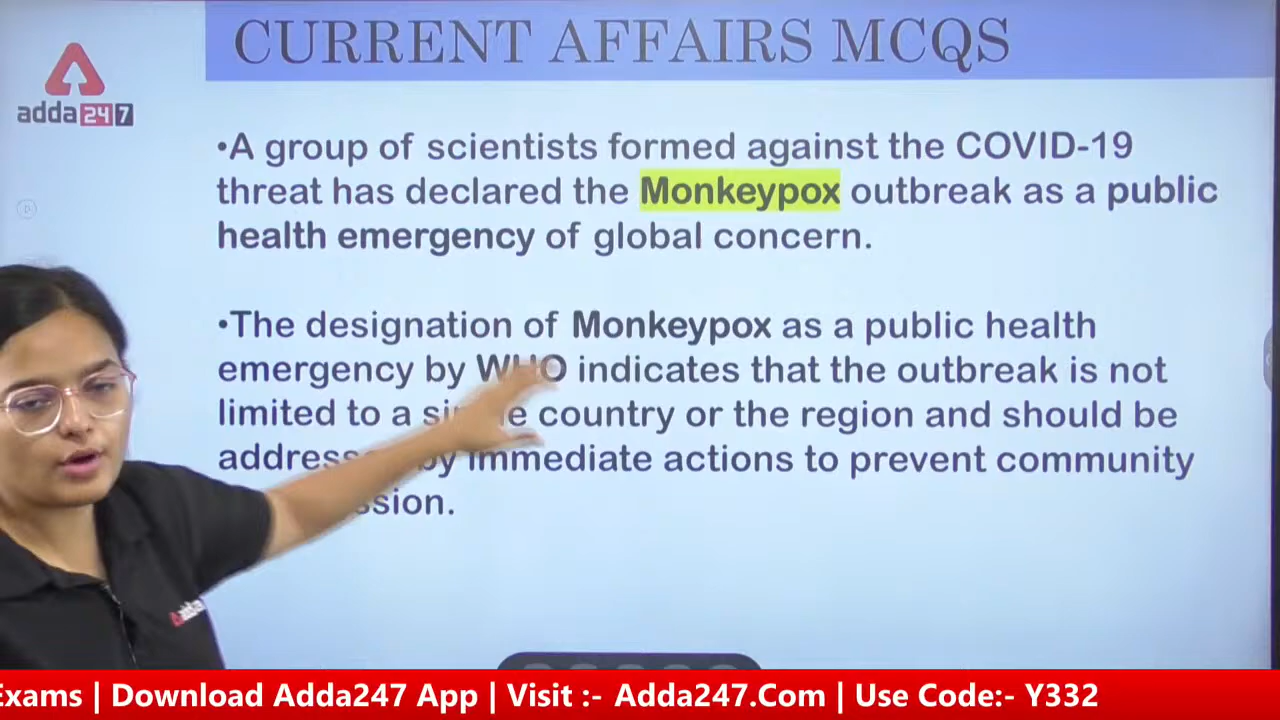 CURRENT AFFAIRS MCQS
adda247
•A group of scientists formed against the COVID-19
threat has declared the Monkeypox outbreak as a public
health emergency of global concern.
•The designation of Monkeypox as a public health
emergency by WHO indicates that the outbreak is not
limited to a country or the region and should be
by immediate actions to prevent community
adda
Exams | Download Adda247 App | Visit :- Adda247.Com | Use Code:- Y332